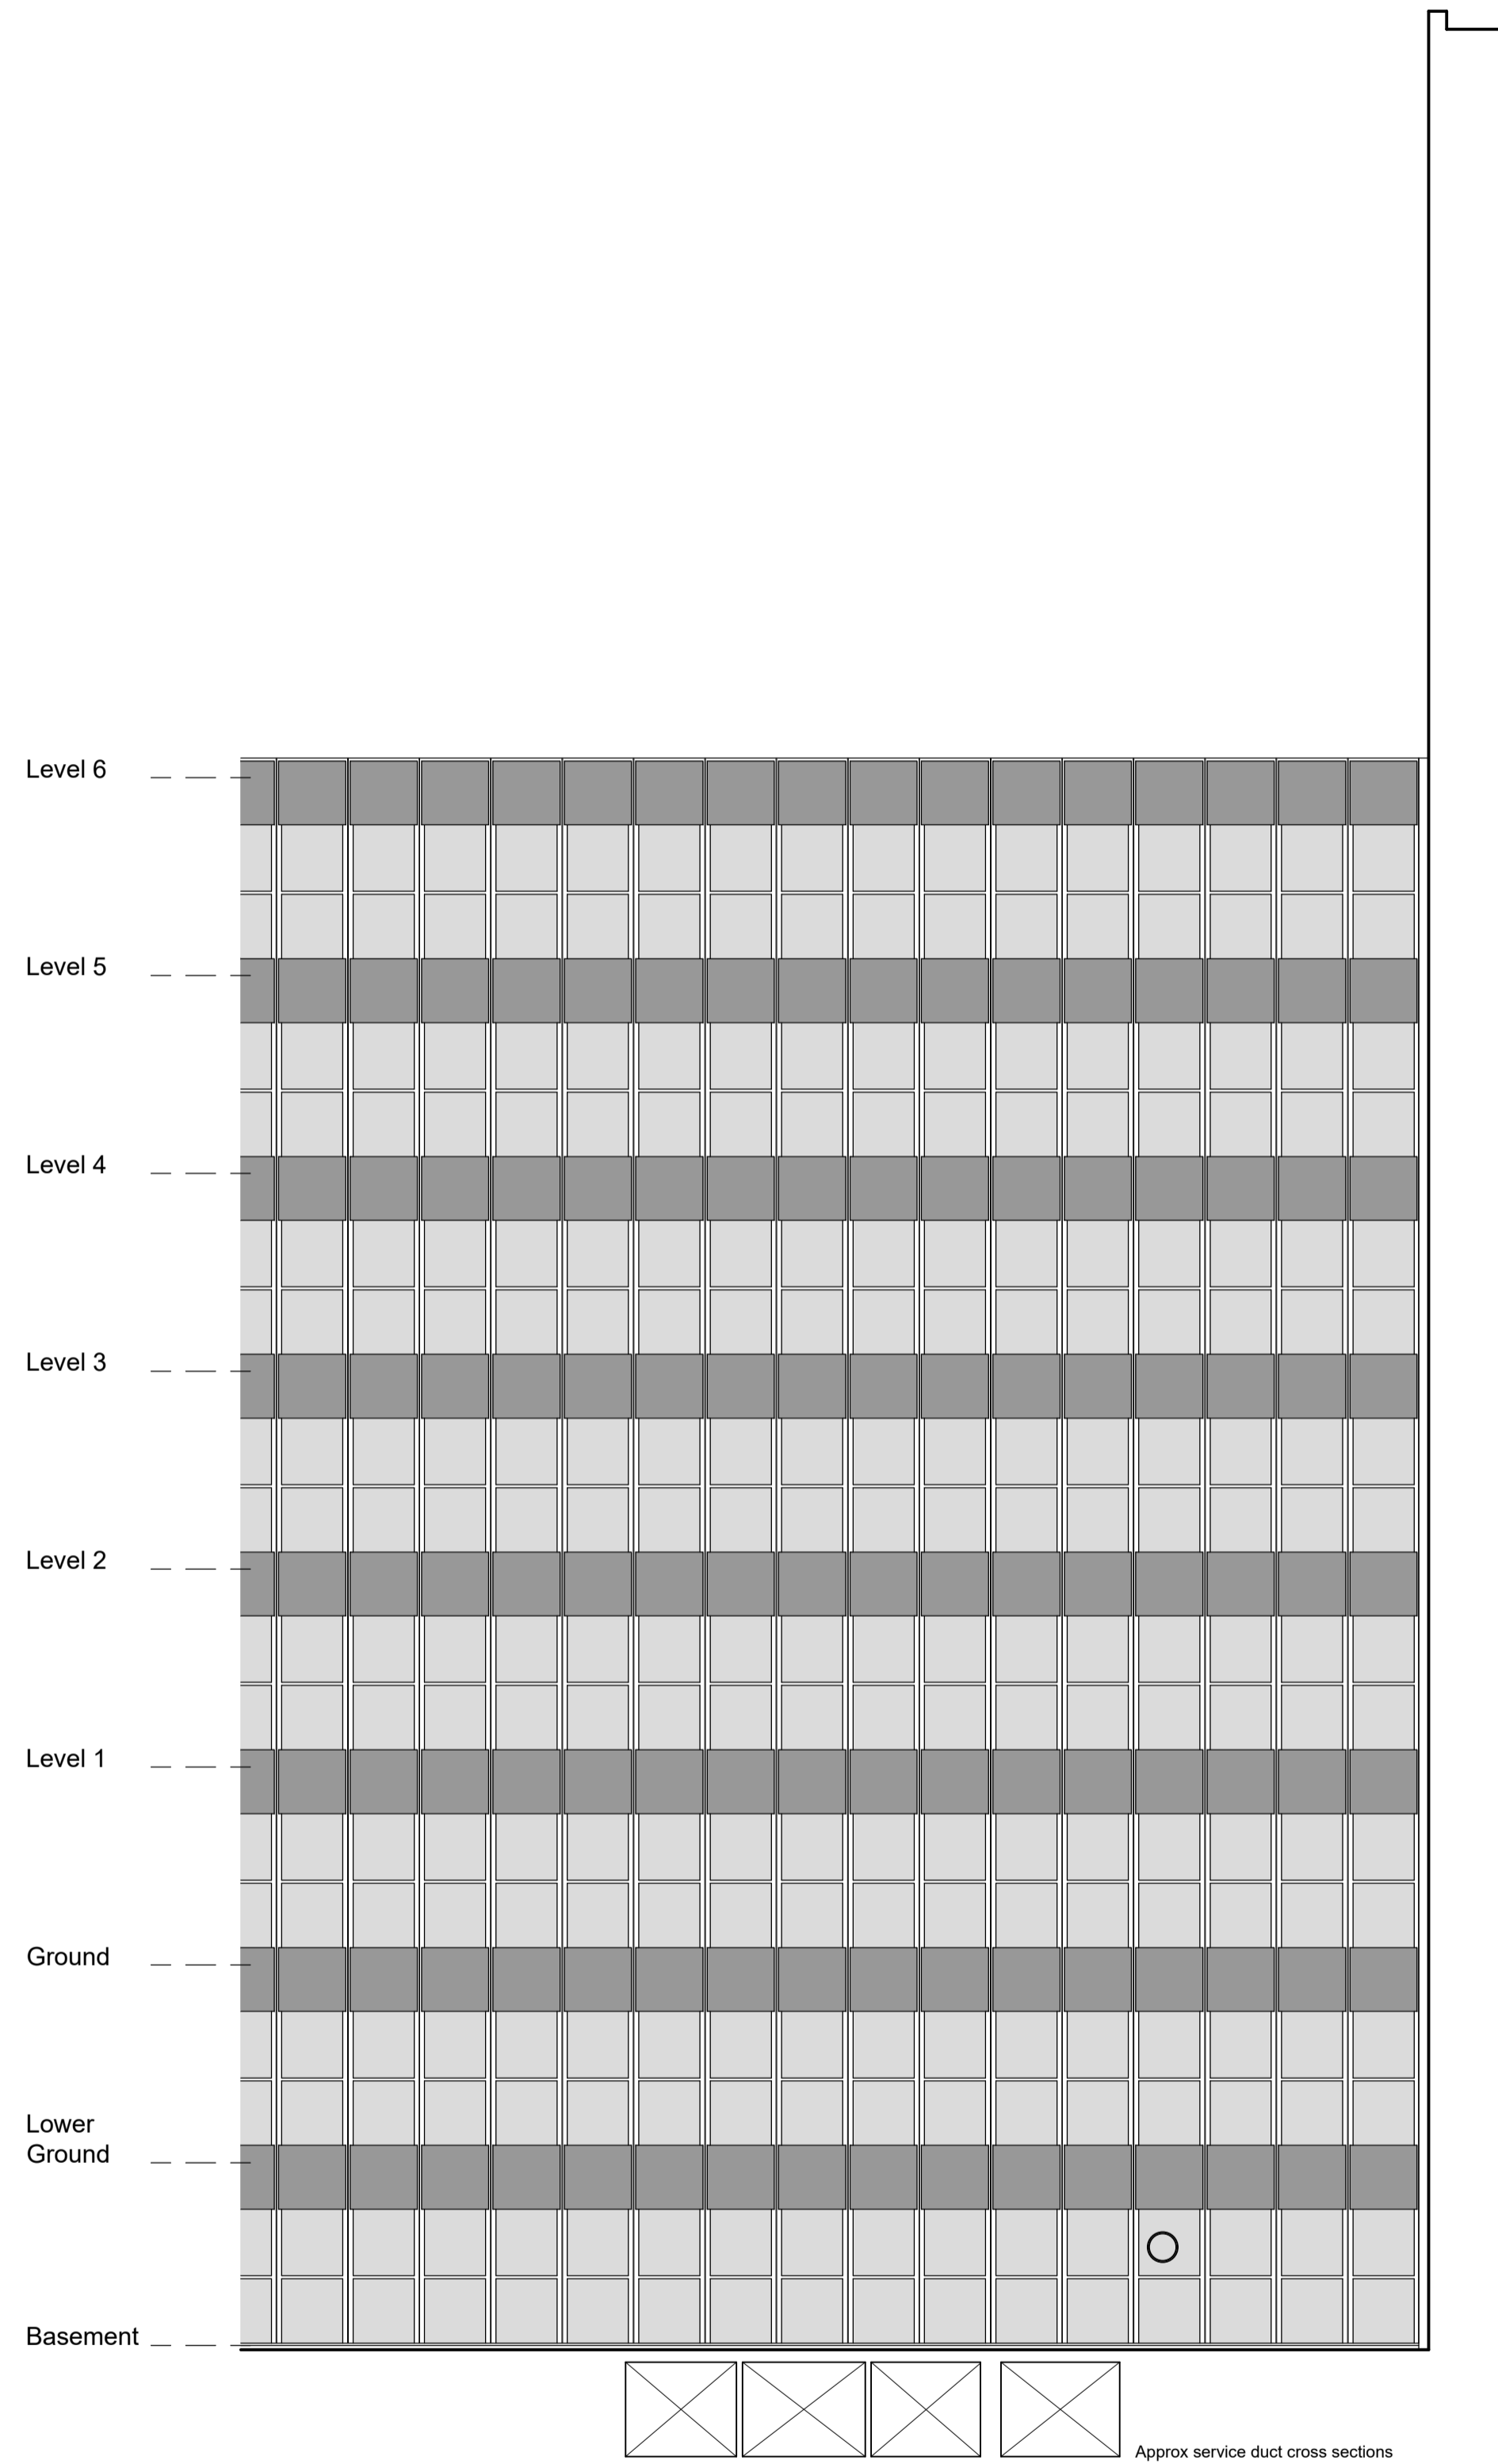 Level 6
Level 5
Level 4
Level 3
Level 2
Level 1
Ground
Lower
Ground
Basement
Approx service duct cross sections